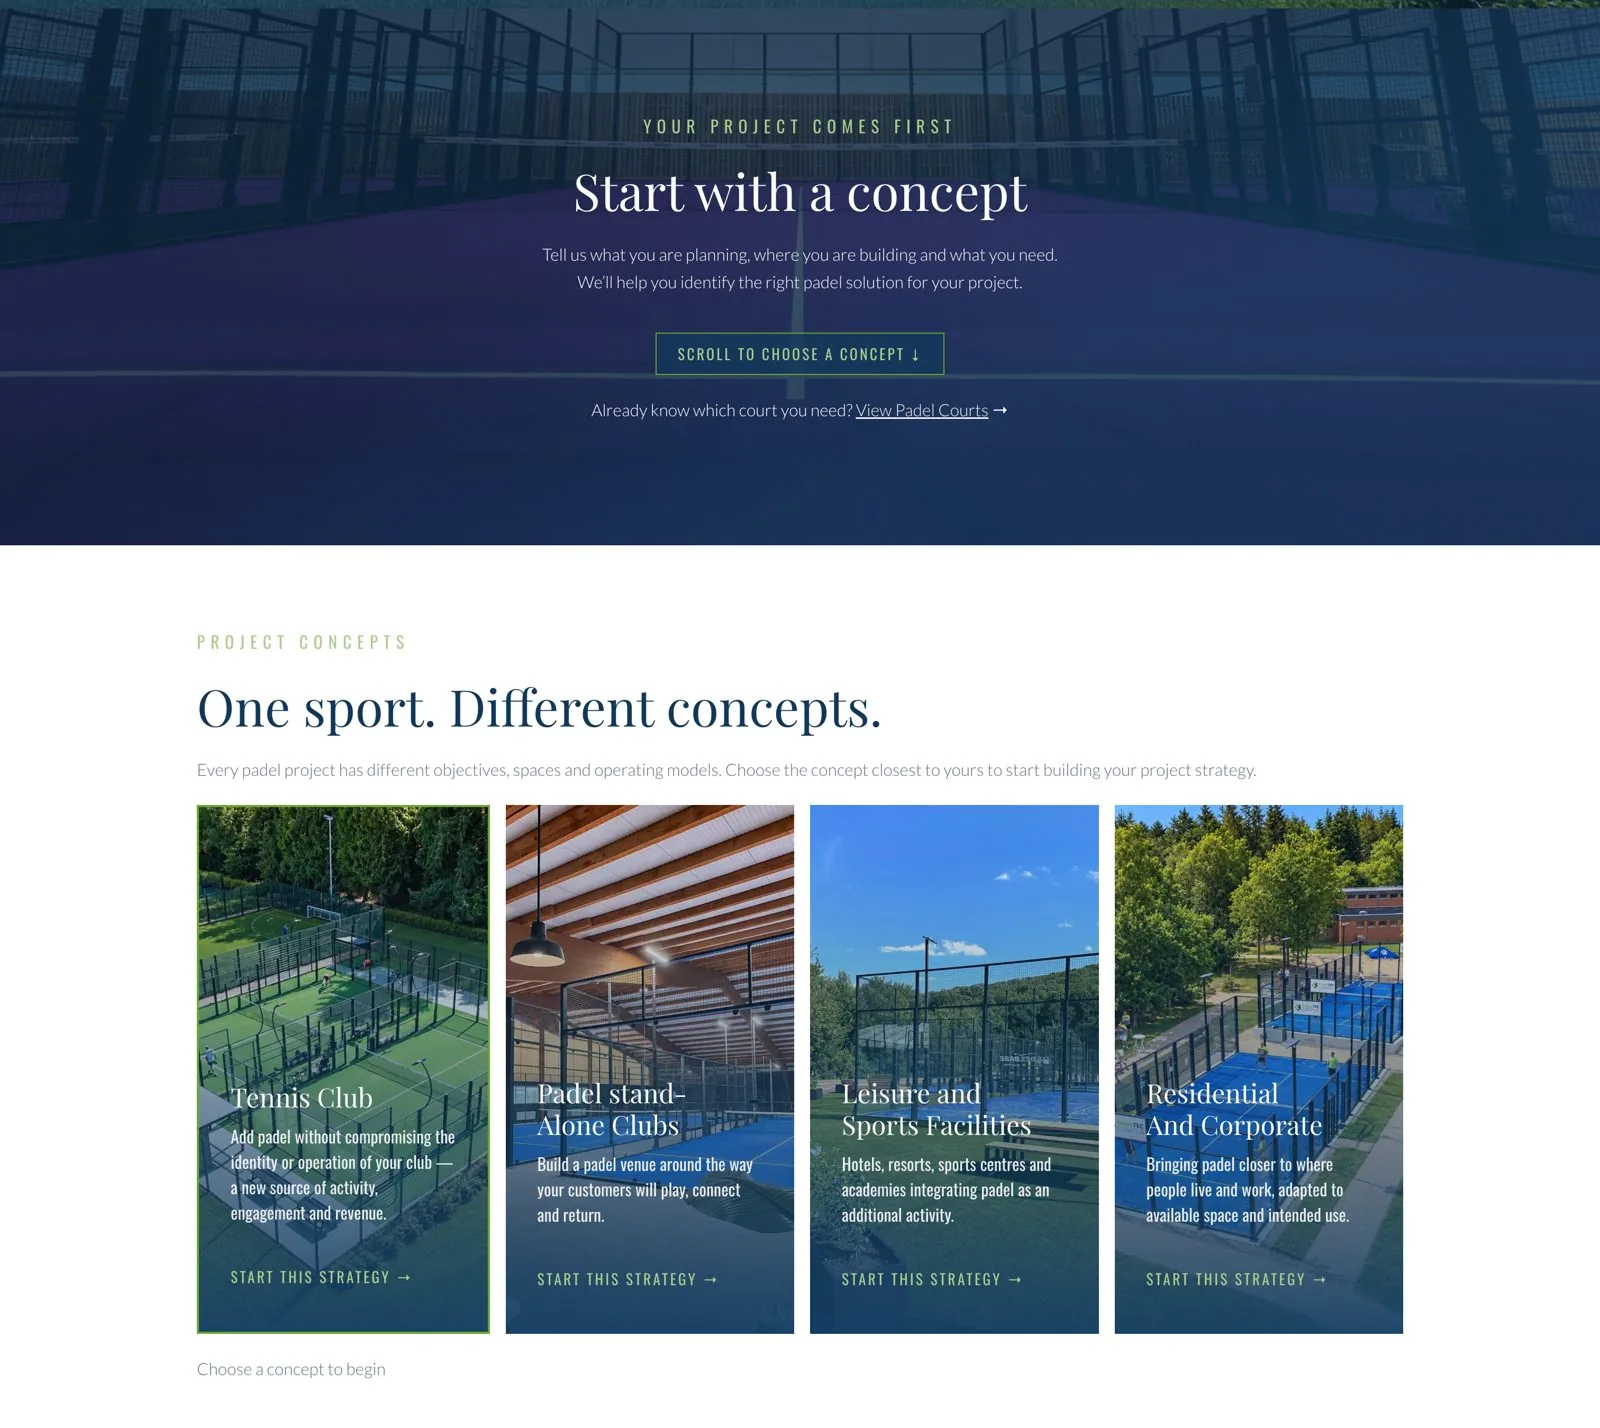 YOUR PROJECT COMES FIRST
Start with a concept
Tell us what you are planning, where you are building and what you need.
We’ll help you identify the right padel solution for your project.
SCROLL TO CHOOSE A CONCEPT ↓
Already know which court you need? View Padel Courts →
PROJECT CONCEPTS
One sport. Different concepts.
Every padel project has different objectives, spaces and operating models. Choose the concept closest to yours to start building your project strategy.
Tennis Club
Add padel without compromising the
identity or operation of your club —
a new source of activity,
engagement and revenue.
START THIS STRATEGY →
Padel stand-
Alone Clubs
Build a padel venue around the way
your customers will play, connect
and return.
START THIS STRATEGY →
Leisure and
Sports Facilities
Hotels, resorts, sports centres and
academies integrating padel as an
additional activity.
START THIS STRATEGY →
Residential
And Corporate
Bringing padel closer to where
people live and work, adapted to
available space and intended use.
START THIS STRATEGY →
Choose a concept to begin